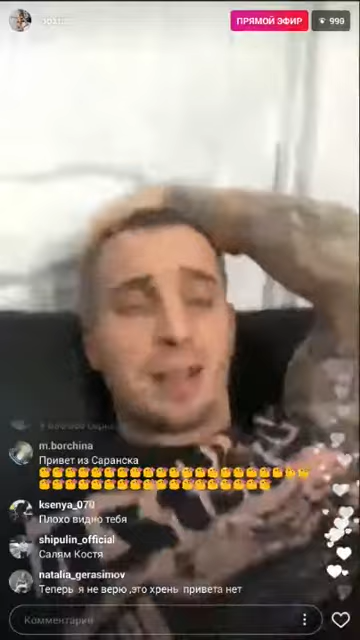 ПРЯМОЙ ЭФИР
999
m.borchina
Привет из Саранска
ksenya_070
Плохо видно тебя
shipulin_official
Салям Костя
natalia_gerasimov
Теперь я не верю ,это хрень привета нет
Комментарий